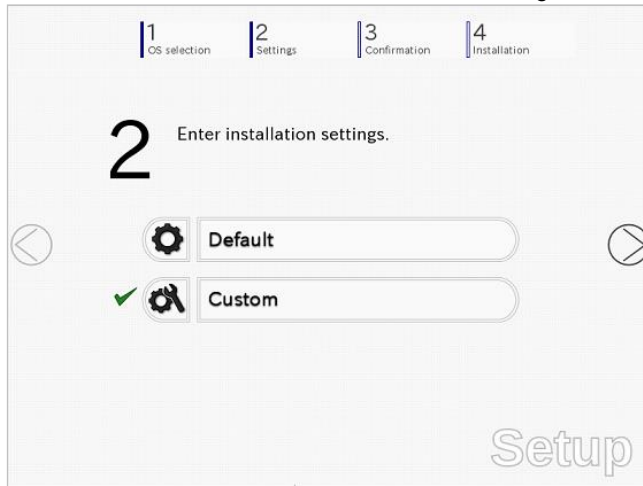 1
OS selection
2
Settings
3
Confirmation
4
Installation
2
Enter installation settings.
Default
Custom
Setup